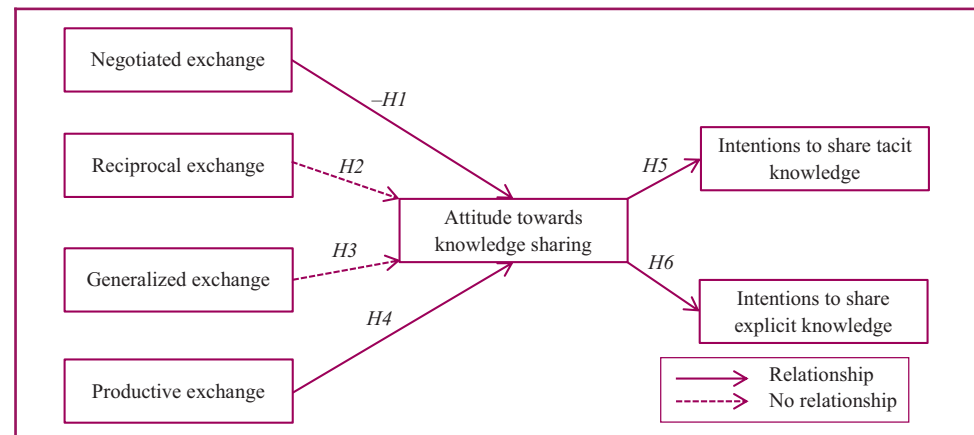 Negotiated exchange
–H1
Reciprocal exchange
H2
Intentions to share tacit
knowledge
H5
Attitude towards
knowledge sharing
Generalized exchange
H3
H6
Intentions to share
explicit knowledge
H4
Productive exchange
Relationship
No relationship